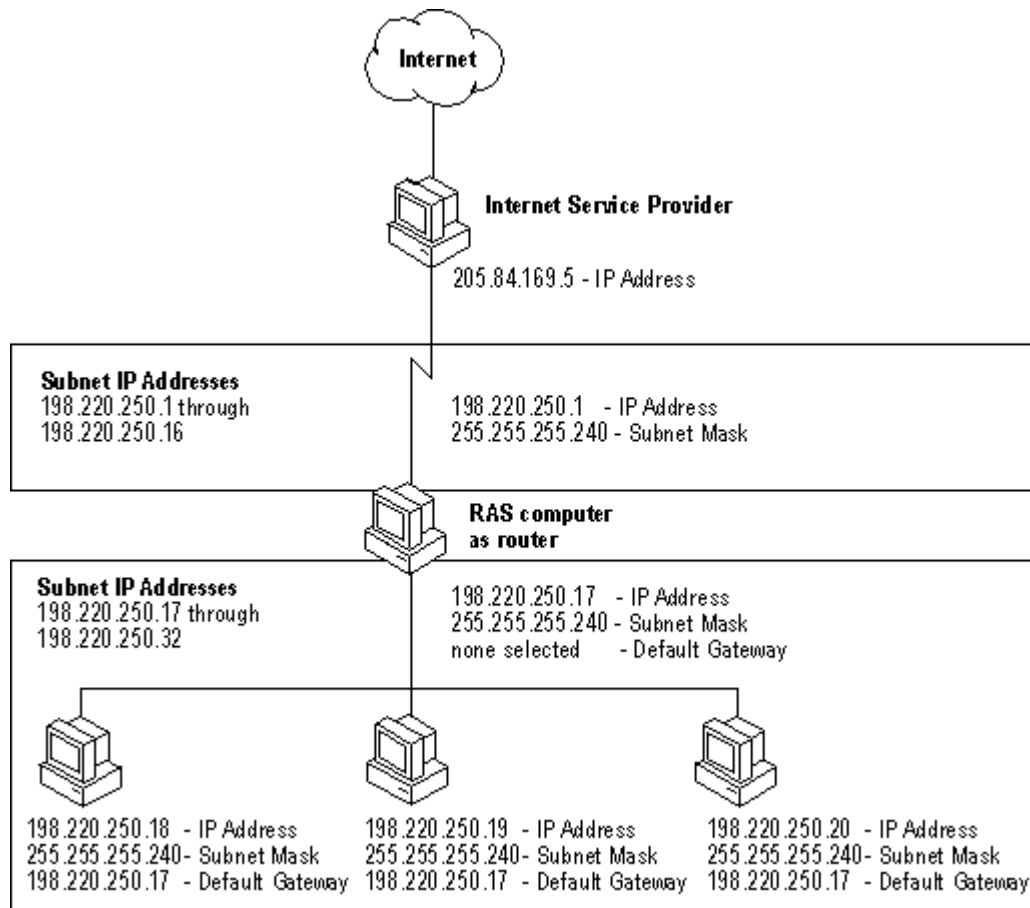 Internet
Internet Service Provider
205.84.169.5 - IP Address
Subnet IP Addresses
198.220.250.1 through
198.220.250.16
198.220.250.1 - IP Address
255.255.255.240 - Subnet Mask
RAS computer
as router
Subnet IP Addresses
198.220.250.17 through
198.220.250.32
198.220.250.17 - IP Address
255.255.255.240 - Subnet Mask
none selected - Default Gateway
198.220.250.18 - IP Address
255.255.255.240- Subnet Mask
198.220.250.17 - Default Gateway
198.220.250.19 - IP Address
255.255.255.240- Subnet Mask
198.220.250.17 - Default Gateway
198.220.250.20 - IP Address
255.255.255.240- Subnet Mask
198.220.250.17 - Default Gateway